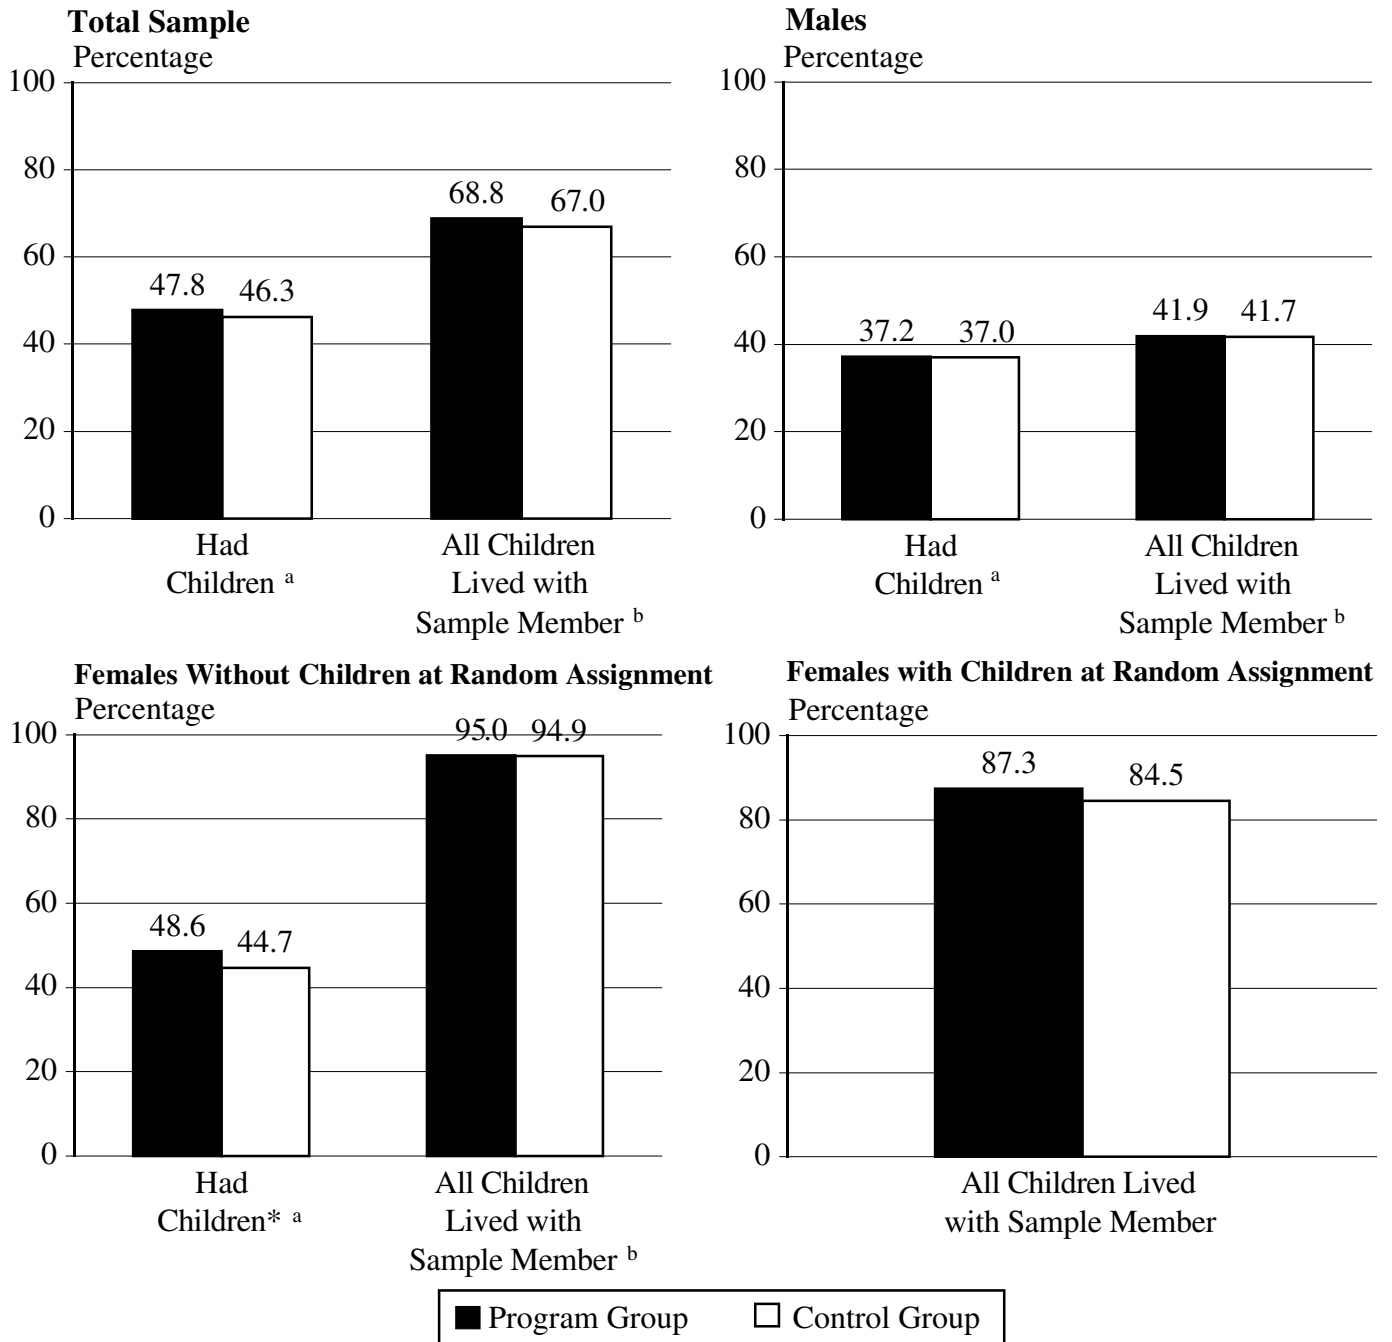 Total Sample
Percentage
100
80
60
40
20
0
47.8
46.3
68.8
67.0
Had
Children a
All Children
Lived with
Sample Member b
Males
Percentage
100
80
60
40
20
0
37.2
37.0
41.9
41.7
Had
Children a
All Children
Lived with
Sample Member b
Females Without Children at Random Assignment
Percentage
100
80
60
40
20
0
48.6
44.7
95.0
94.9
Had
Children* a
All Children
Lived with
Sample Member b
Females with Children at Random Assignment
Percentage
100
80
60
40
20
0
87.3
84.5
All Children Lived
with Sample Member
Program Group Control Group